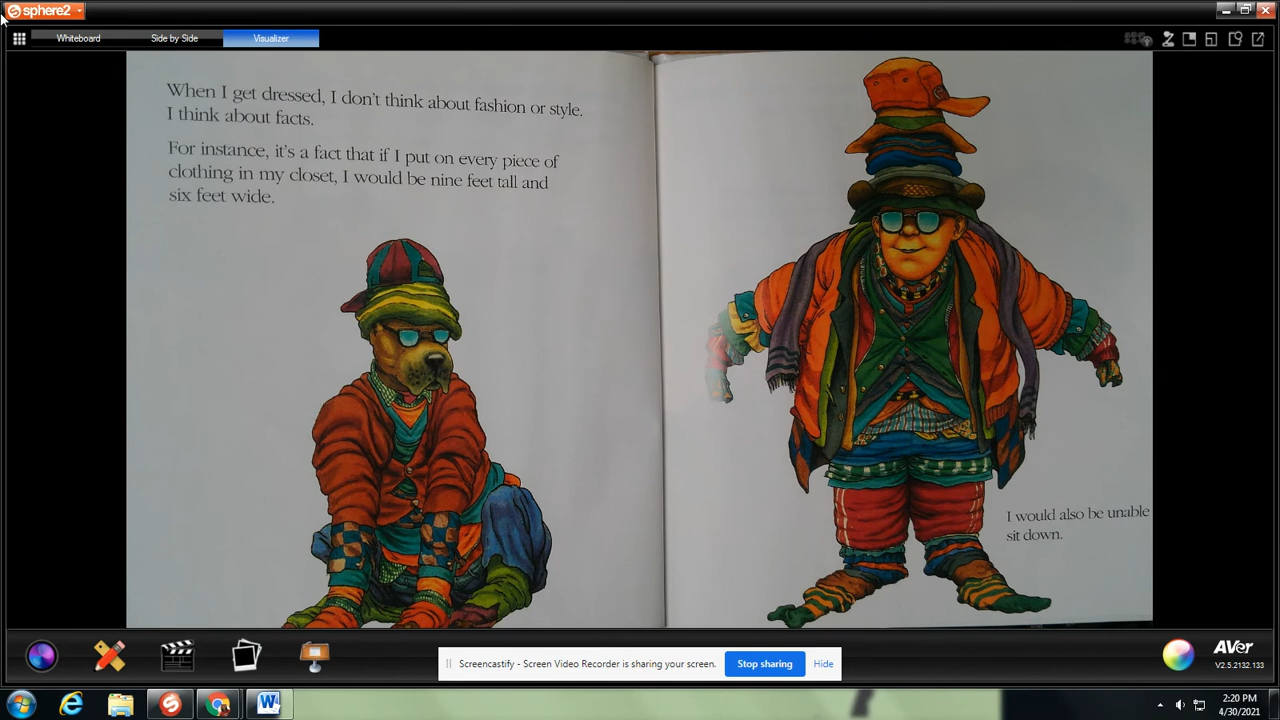 sphere2
Whiteboard
Side by Side
Visualizer
When I get dressed, I don't think about fashion or style.
I think about facts.
For instance, it's a fact that if I put on every piece of
clothing in my closet, I would be nine feet tall and
six feet wide.
I would also be unable
sit down.
Screencastify - Screen Video Recorder is sharing your screen.
Stop sharing
Hide
AVer
V2.5.2132.133
2:20 PM
4/30/2021